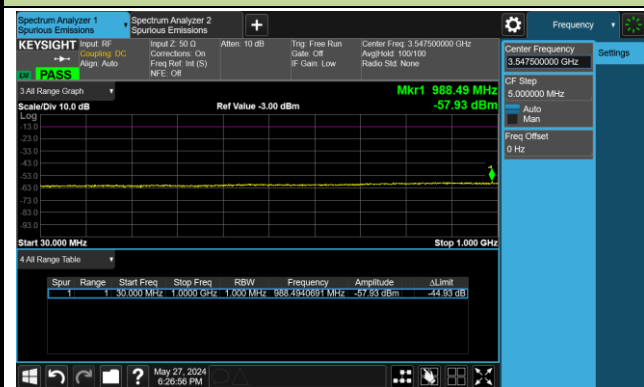 Spectrum Analyzer 1
Spurious Emissions
Spectrum Analyzer 2
Spurious Emissions
Frequency
KEYSIGHT
Input: RF
Coupling: DC
Align: Auto
Input Z: 50 Ω
Corrections: On
Freq Ref: Int (S)
NFE: Off
Atten: 10 dB
Trig: Free Run
Gate: Off
IF Gain: Low
Center Freq: 3.547500000 GHz
Avg|Hold: 100/100
Radio Std: None
PASS
Center Frequency
3.547500000 GHz
Settings
CF Step
5.000000 MHz
Auto
Man
Freq Offset
0 Hz
3 All Range Graph
Mkr1 988.49 MHz
Scale/Div 10.0 dB
Ref Value -3.00 dBm
-57.93 dBm
Log
-13.0
-23.0
-33.0
-43.0
-53.0
-63.0
-73.0
-83.0
-93.0
1
Start 30.000 MHz
Stop 1.000 GHz
4 All Range Table
Spur Range Start Freq Stop Freq RBW Frequency Amplitude ΔLimit
1 1 30.000 MHz 1.0000 GHz 1.000 MHz 988.4940691 MHz -57.93 dBm -44.93 dB
?
May 27, 2024
6:26:56 PM